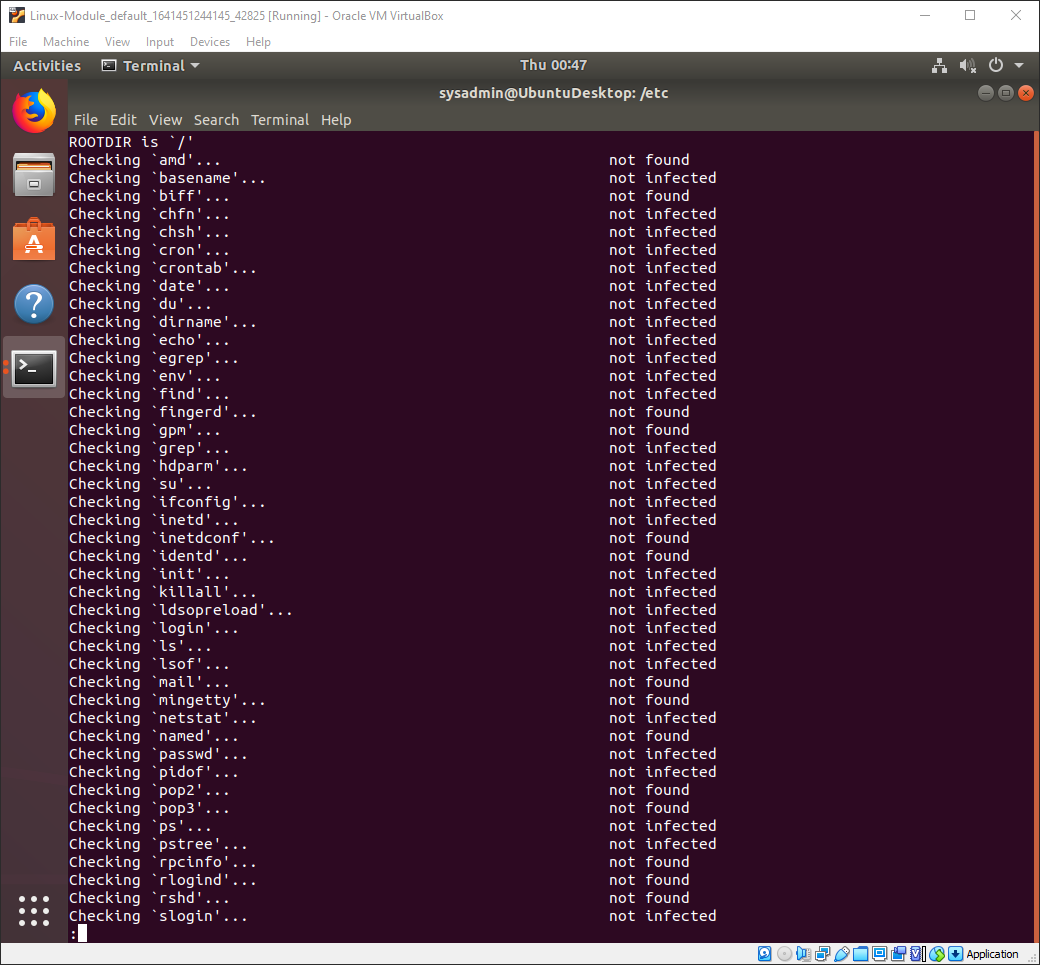 Linux-Module_default_1641451244145_42825 [Running] - Oracle VM VirtualBox
File Machine View Input Devices Help
Activities Terminal Thu 00:47
sysadmin@UbuntuDesktop: /etc
File Edit View Search Terminal Help
ROOTDIR is `/'
Checking `amd'... not found
Checking `basename'... not infected
Checking `biff'... not found
Checking `chfn'... not infected
Checking `chsh'... not infected
Checking `cron'... not infected
Checking `crontab'... not infected
Checking `date'... not infected
Checking `du'... not infected
Checking `dirname'... not infected
Checking `echo'... not infected
Checking `egrep'... not infected
Checking `env'... not infected
Checking `find'... not infected
Checking `fingerd'... not found
Checking `gpm'... not found
Checking `grep'... not infected
Checking `hdparm'... not infected
Checking `su'... not infected
Checking `ifconfig'... not infected
Checking `inetd'... not infected
Checking `inetdconf'... not found
Checking `identd'... not found
Checking `init'... not infected
Checking `killall'... not infected
Checking `ldsopreload'... not infected
Checking `login'... not infected
Checking `ls'... not infected
Checking `lsof'... not infected
Checking `mail'... not found
Checking `mingetty'... not found
Checking `netstat'... not infected
Checking `named'... not found
Checking `passwd'... not infected
Checking `pidof'... not infected
Checking `pop2'... not found
Checking `pop3'... not found
Checking `ps'... not infected
Checking `pstree'... not infected
Checking `rpcinfo'... not found
Checking `rlogind'... not found
Checking `rshd'... not found
Checking `slogin'... not infected
:
Application